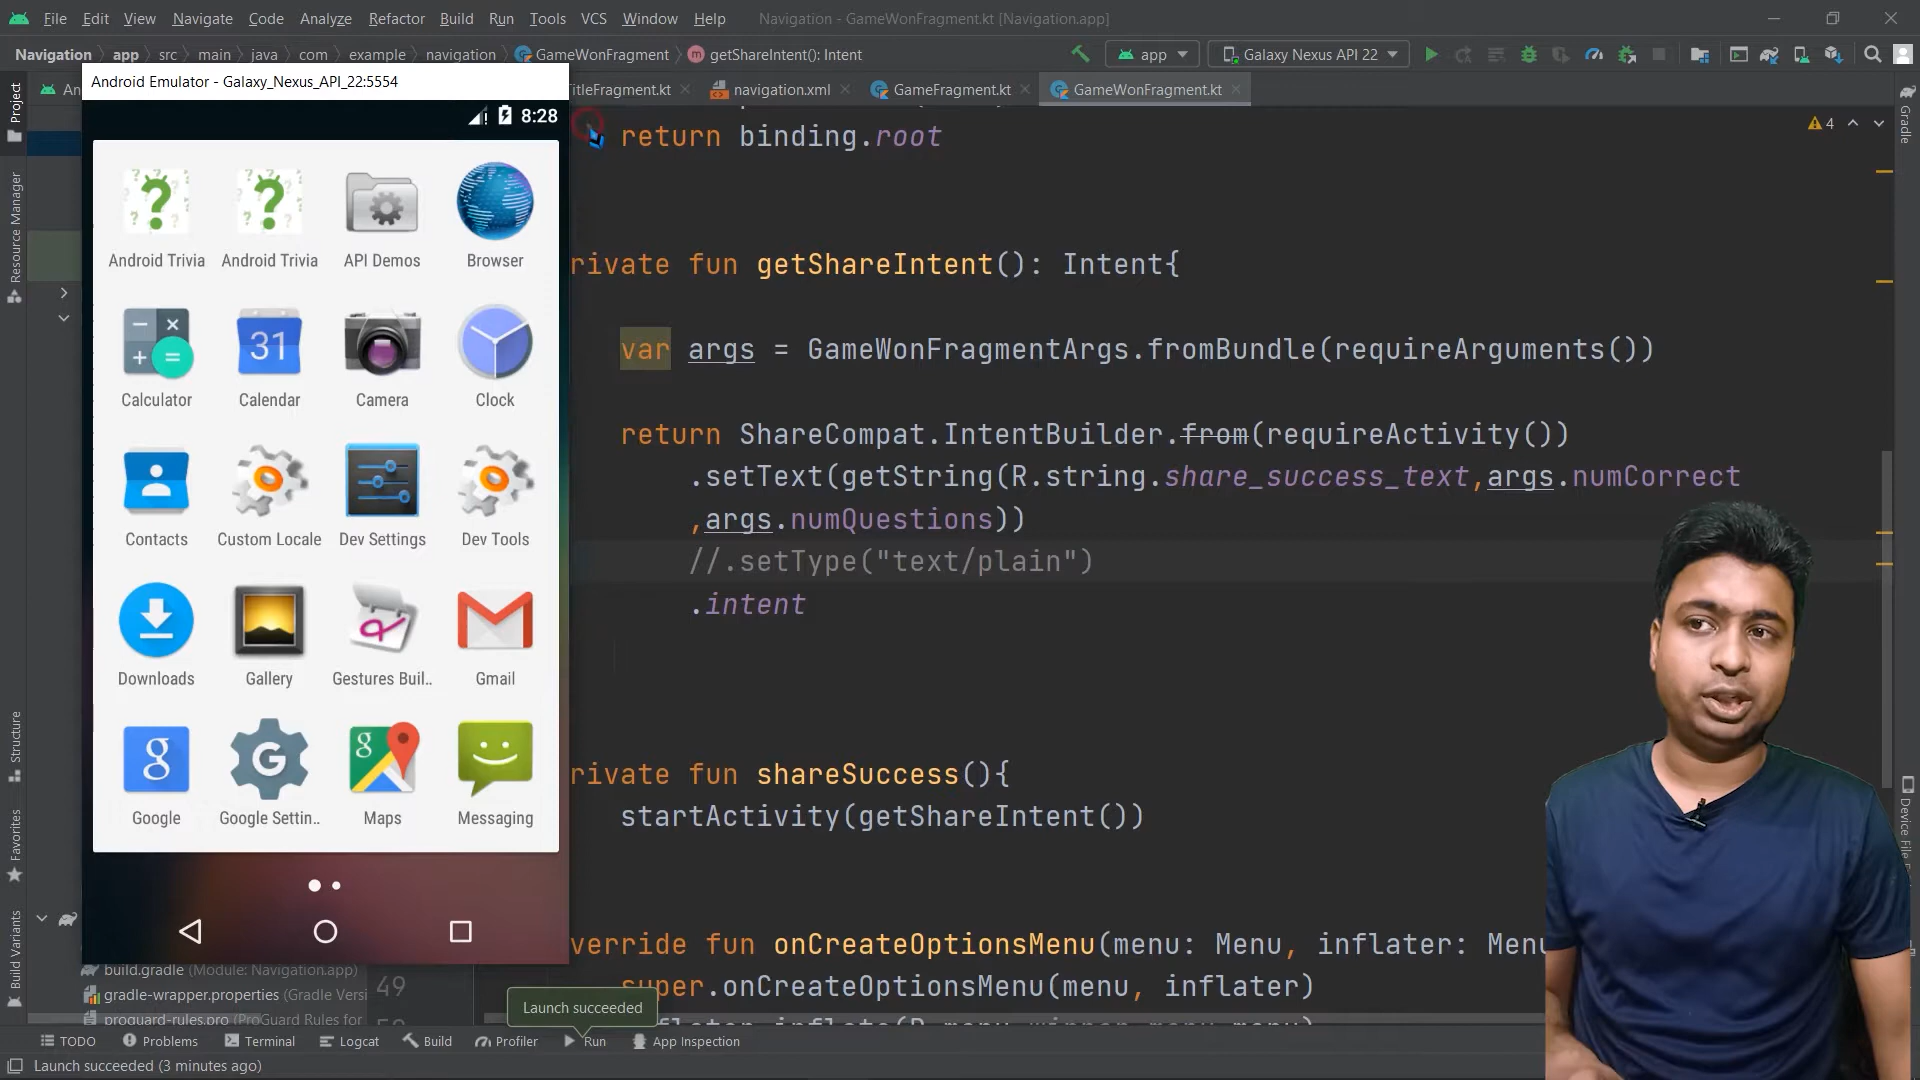 File Edit View Navigate Code Analyze Refactor Build Run Tools VCS Window Help Navigation - GameWonFragment.kt [Navigation.app]
Navigation app src main java com example navigation GameWonFragment getShareIntent(): Intent app Galaxy Nexus API 22
Android Emulator - Galaxy_Nexus_API_22:5554
An
TitleFragment.kt navigation.xml GameFragment.kt GameWonFragment.kt
8:28
4
Project
Resource Manager
Structure
Favorites
Build Variants
Gradle
Android Trivia Android Trivia API Demos Browser
31
Calculator Calendar Camera Clock
Contacts Custom Locale Dev Settings Dev Tools
Downloads Gallery Gestures Buil.. Gmail
Google Google Settin.. Maps Messaging
return binding.root
rivate fun getShareIntent(): Intent{
var args = GameWonFragmentArgs.fromBundle(requireArguments())
return ShareCompat.IntentBuilder.from(requireActivity())
.setText(getString(R.string.share_success_text,args.numCorrect
,args.numQuestions))
//.setType("text/plain")
.intent
rivate fun shareSuccess(){
startActivity(getShareIntent())
verride fun onCreateOptionsMenu(menu: Menu, inflater: Menu
super.onCreateOptionsMenu(menu, inflater)
build.gradle (Module: Navigation.app)
gradle-wrapper.properties (Gradle Versi
proguard-rules.pro (ProGuard Rules for
49
Launch succeeded
TODO Problems Terminal Logcat Build Profiler Run App Inspection
Launch succeeded (3 minutes ago)